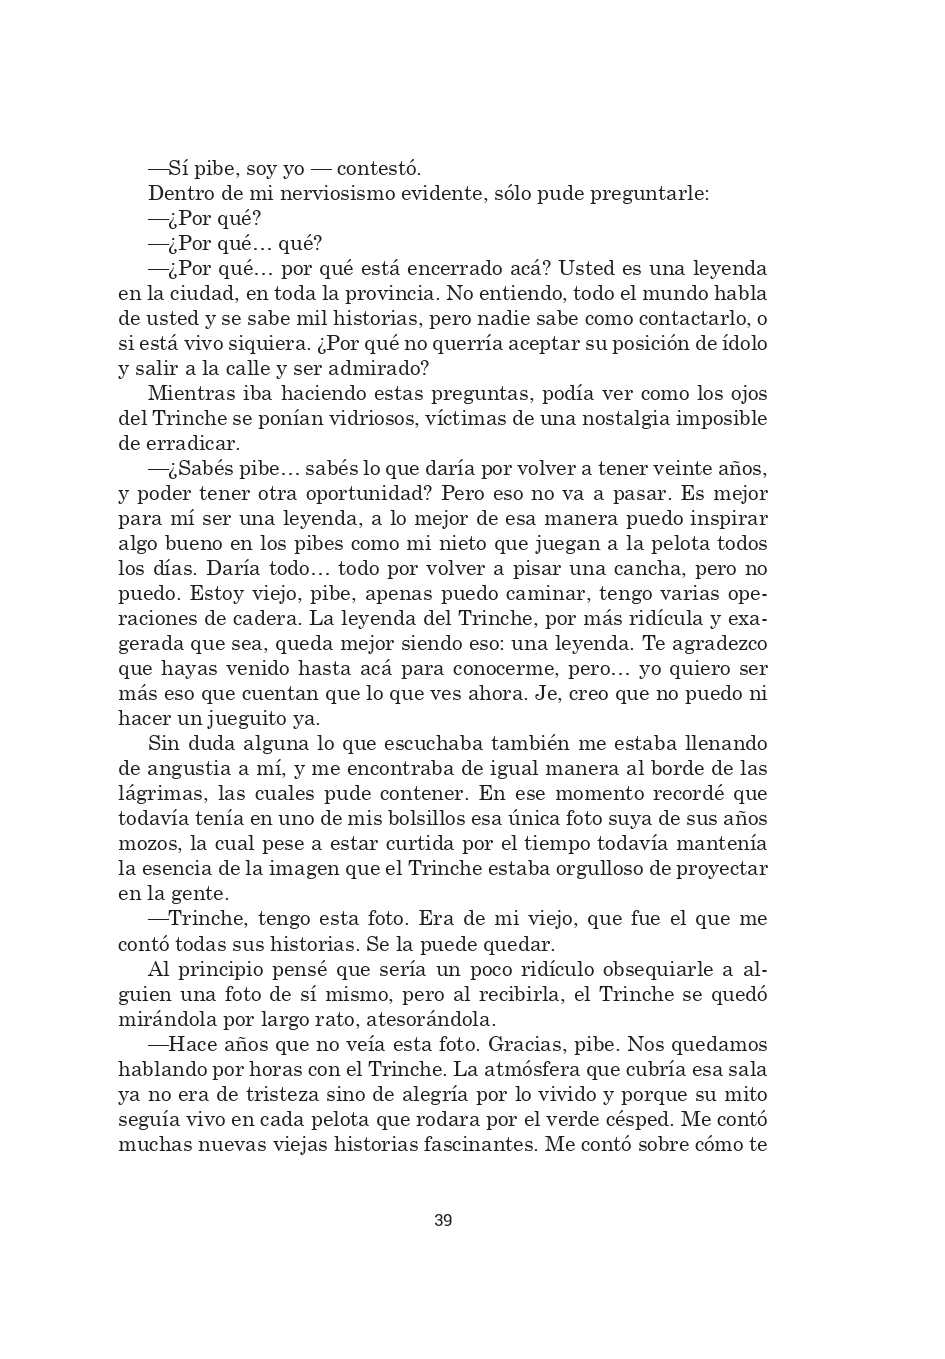 —Sí pibe, soy yo — contestó.
Dentro de mi nerviosismo evidente, sólo pude preguntarle:
—¿Por qué?
—¿Por qué… qué?
—¿Por qué… por qué está encerrado acá? Usted es una leyenda
en la ciudad, en toda la provincia. No entiendo, todo el mundo habla
de usted y se sabe mil historias, pero nadie sabe como contactarlo, o
si está vivo siquiera. ¿Por qué no querría aceptar su posición de ídolo
y salir a la calle y ser admirado?
Mientras iba haciendo estas preguntas, podía ver como los ojos
del Trinche se ponían vidriosos, víctimas de una nostalgia imposible
de erradicar.
—¿Sabés pibe… sabés lo que daría por volver a tener veinte años,
y poder tener otra oportunidad? Pero eso no va a pasar. Es mejor
para mí ser una leyenda, a lo mejor de esa manera puedo inspirar
algo bueno en los pibes como mi nieto que juegan a la pelota todos
los días. Daría todo… todo por volver a pisar una cancha, pero no
puedo. Estoy viejo, pibe, apenas puedo caminar, tengo varias ope-
raciones de cadera. La leyenda del Trinche, por más ridícula y exa-
gerada que sea, queda mejor siendo eso: una leyenda. Te agradezco
que hayas venido hasta acá para conocerme, pero… yo quiero ser
más eso que cuentan que lo que ves ahora. Je, creo que no puedo ni
hacer un jueguito ya.
Sin duda alguna lo que escuchaba también me estaba llenando
de angustia a mí, y me encontraba de igual manera al borde de las
lágrimas, las cuales pude contener. En ese momento recordé que
todavía tenía en uno de mis bolsillos esa única foto suya de sus años
mozos, la cual pese a estar curtida por el tiempo todavía mantenía
la esencia de la imagen que el Trinche estaba orgulloso de proyectar
en la gente.
—Trinche, tengo esta foto. Era de mi viejo, que fue el que me
contó todas sus historias. Se la puede quedar.
Al principio pensé que sería un poco ridículo obsequiarle a al-
guien una foto de sí mismo, pero al recibirla, el Trinche se quedó
mirándola por largo rato, atesorándola.
—Hace años que no veía esta foto. Gracias, pibe. Nos quedamos
hablando por horas con el Trinche. La atmósfera que cubría esa sala
ya no era de tristeza sino de alegría por lo vivido y porque su mito
seguía vivo en cada pelota que rodara por el verde césped. Me contó
muchas nuevas viejas historias fascinantes. Me contó sobre cómo te
39